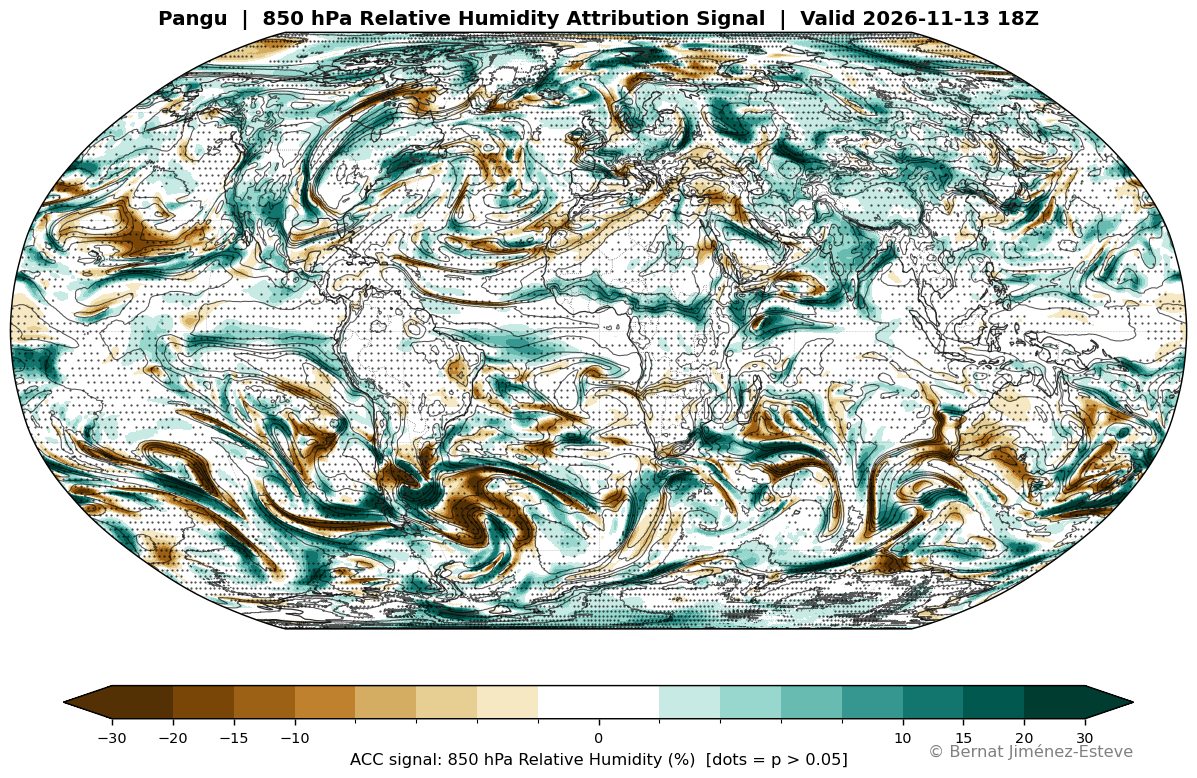 Pangu | 850 hPa Relative Humidity Attribution Signal | Valid 2026-11-13 18Z
−30 −20 −15 −10 0 10 15 20 30
ACC signal: 850 hPa Relative Humidity (%) [dots = p > 0.05]
© Bernat Jiménez-Esteve